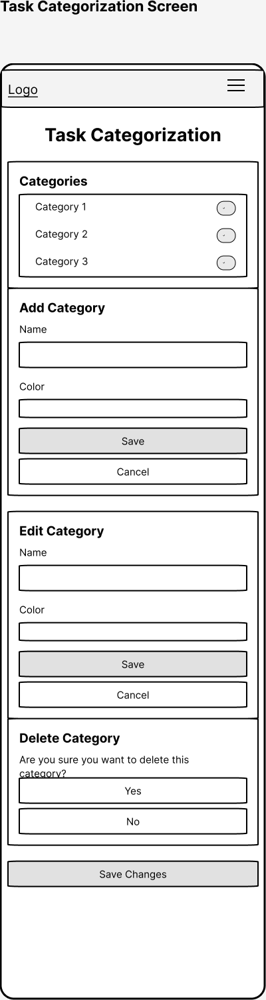 Task Categorization Screen
Logo
Task Categorization
Categories
Category 1
Category 2
Category 3
Add Category
Name
Color
Save
Cancel
Edit Category
Name
Color
Save
Cancel
Delete Category
Are you sure you want to delete this
category?
Yes
No
Save Changes